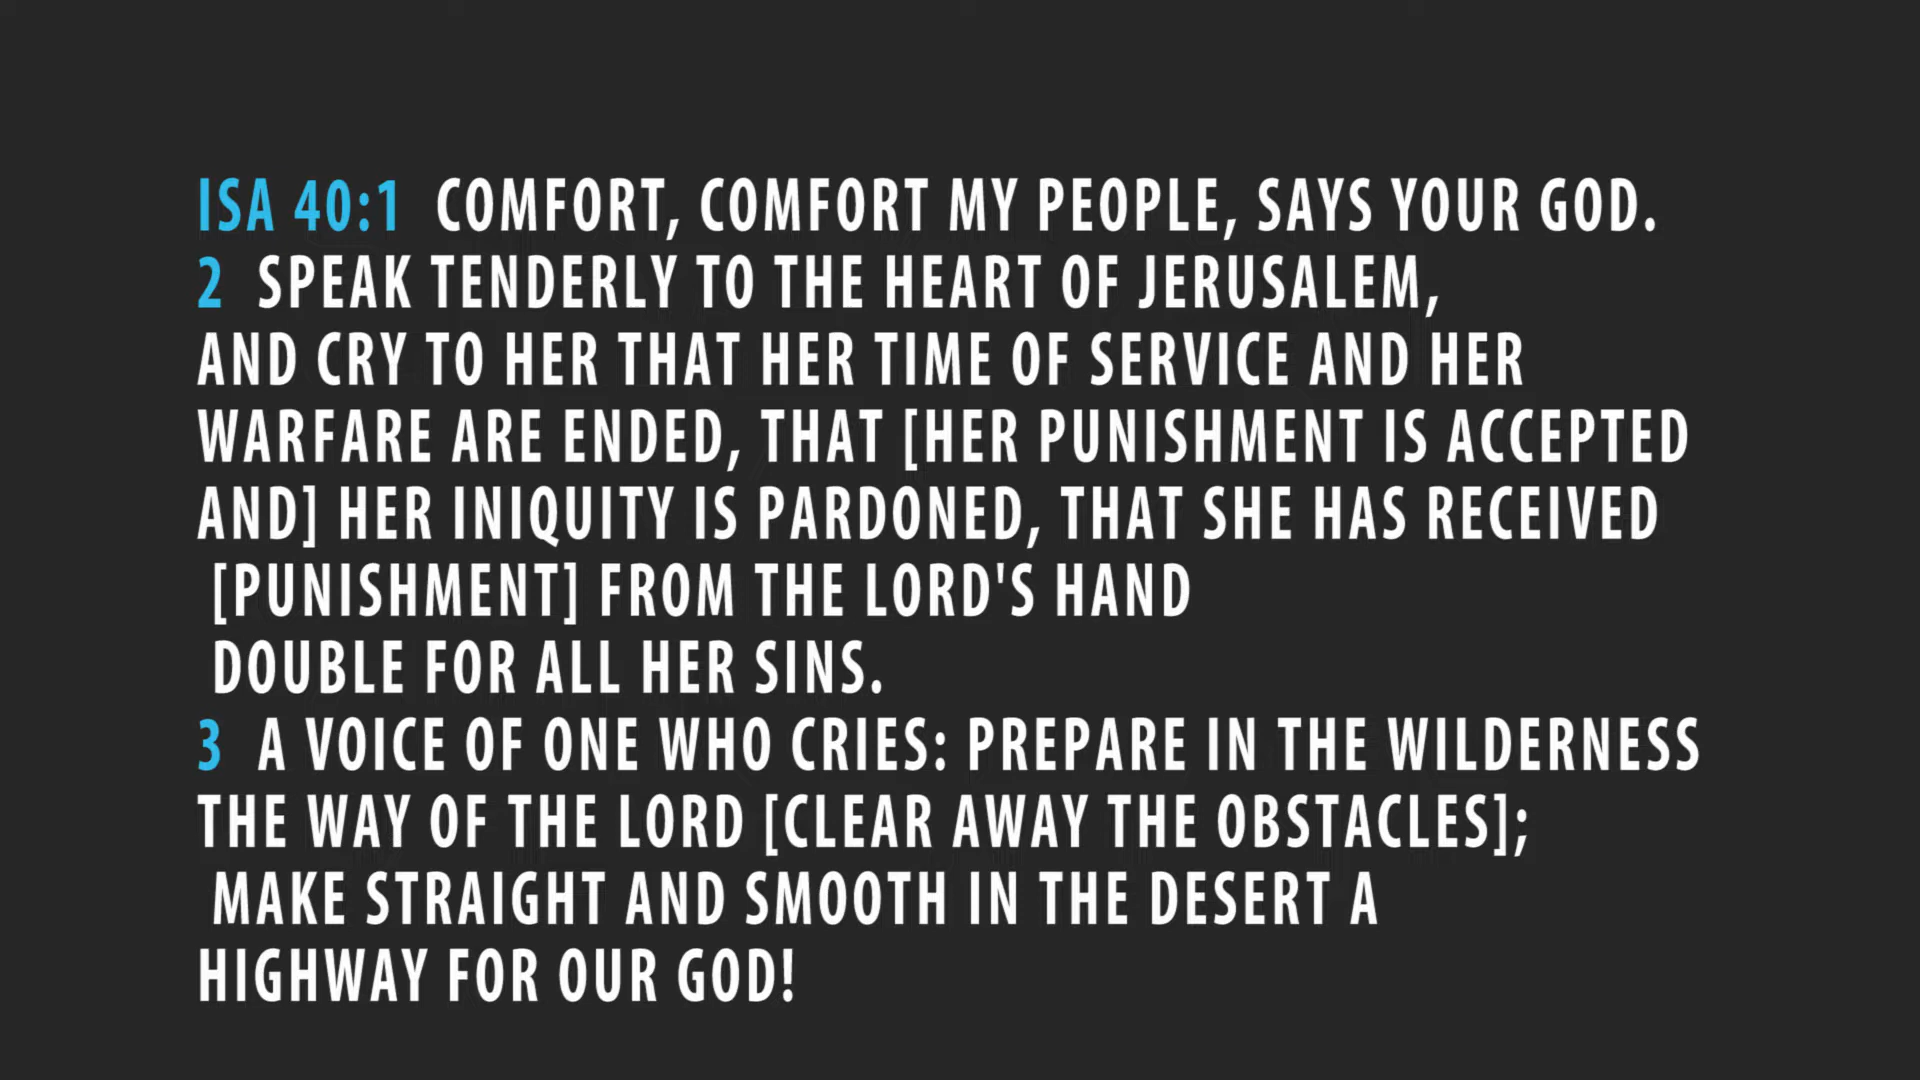 ISA 40:1 COMFORT, COMFORT MY PEOPLE, SAYS YOUR GOD.
2 SPEAK TENDERLY TO THE HEART OF JERUSALEM,
AND CRY TO HER THAT HER TIME OF SERVICE AND HER
WARFARE ARE ENDED, THAT [HER PUNISHMENT IS ACCEPTED
AND] HER INIQUITY IS PARDONED, THAT SHE HAS RECEIVED
[PUNISHMENT] FROM THE LORD'S HAND
DOUBLE FOR ALL HER SINS.
3 A VOICE OF ONE WHO CRIES: PREPARE IN THE WILDERNESS
THE WAY OF THE LORD [CLEAR AWAY THE OBSTACLES];
MAKE STRAIGHT AND SMOOTH IN THE DESERT A
HIGHWAY FOR OUR GOD!